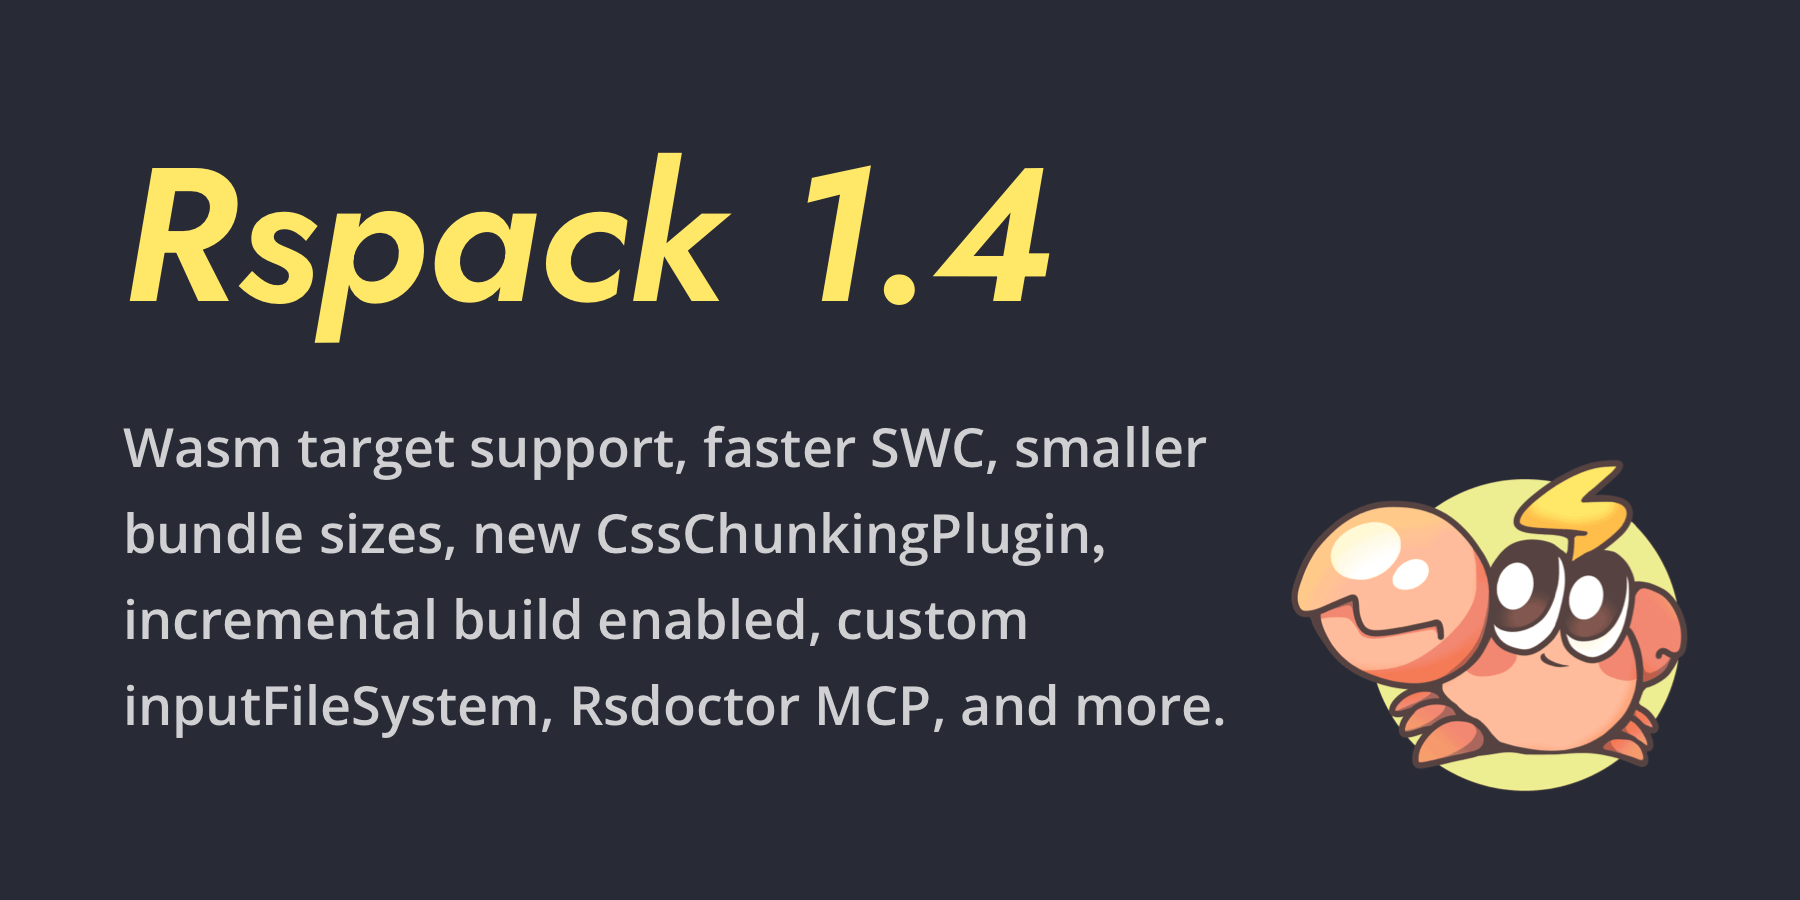 Rspack 1.4
Wasm target support, faster SWC, smaller
bundle sizes, new CssChunkingPlugin,
incremental build enabled, custom
inputFileSystem, Rsdoctor MCP, and more.